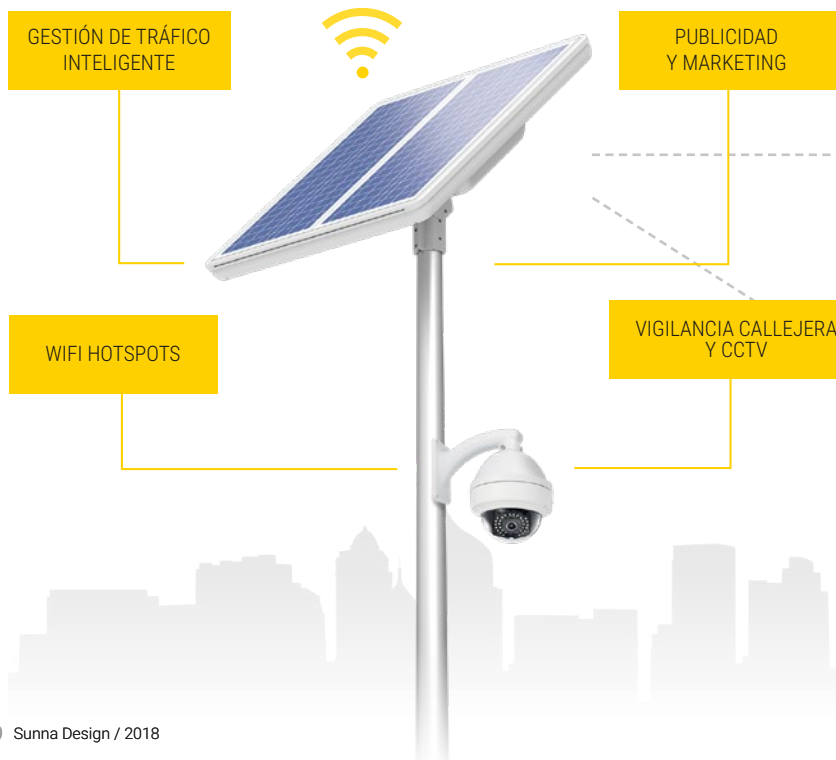 GESTIÓN DE TRÁFICO
INTELIGENTE
PUBLICIDAD
Y MARKETING
WIFI HOTSPOTS
VIGILANCIA CALLEJERA
Y CCTV
Sunna Design / 2018